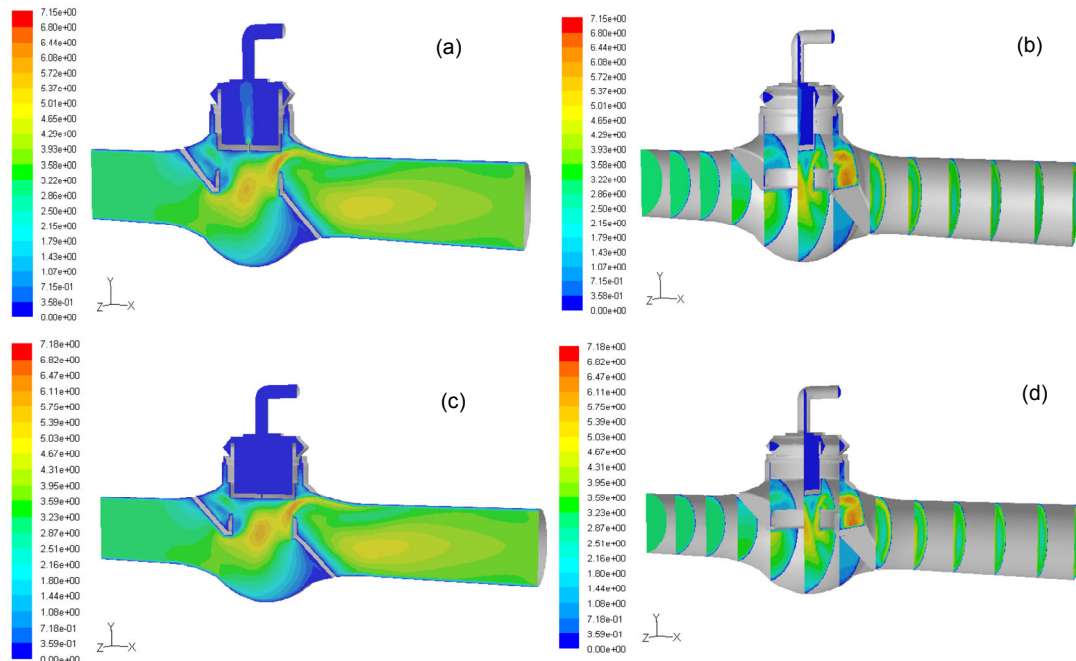 7.15e+00
6.80e+00
6.44e+00
6.08e+00
5.72e+00
5.37e+00
5.01e+00
4.65e+00
4.29e+00
3.93e+00
3.58e+00
3.22e+00
2.86e+00
2.50e+00
2.15e+00
1.79e+00
1.43e+00
1.07e+00
7.15e-01
3.58e-01
0.00e+00
(a)
Y
Z X
7.15e+00
6.80e+00
6.44e+00
6.08e+00
5.72e+00
5.37e+00
5.01e+00
4.65e+00
4.29e+00
3.93e+00
3.58e+00
3.22e+00
2.86e+00
2.50e+00
2.15e+00
1.79e+00
1.43e+00
1.07e+00
7.15e-01
3.58e-01
0.00e+00
(b)
Y
Z X
7.18e+00
6.82e+00
6.47e+00
6.11e+00
5.75e+00
5.39e+00
5.03e+00
4.67e+00
4.31e+00
3.95e+00
3.59e+00
3.23e+00
2.87e+00
2.51e+00
2.16e+00
1.80e+00
1.44e+00
1.08e+00
7.18e-01
3.59e-01
0.00e+00
(c)
Y
Z X
7.18e+00
6.82e+00
6.47e+00
6.11e+00
5.75e+00
5.39e+00
5.03e+00
4.67e+00
4.31e+00
3.95e+00
3.59e+00
3.23e+00
2.87e+00
2.51e+00
2.16e+00
1.80e+00
1.44e+00
1.08e+00
7.18e-01
3.59e-01
0.00e+00
(d)
Y
Z X